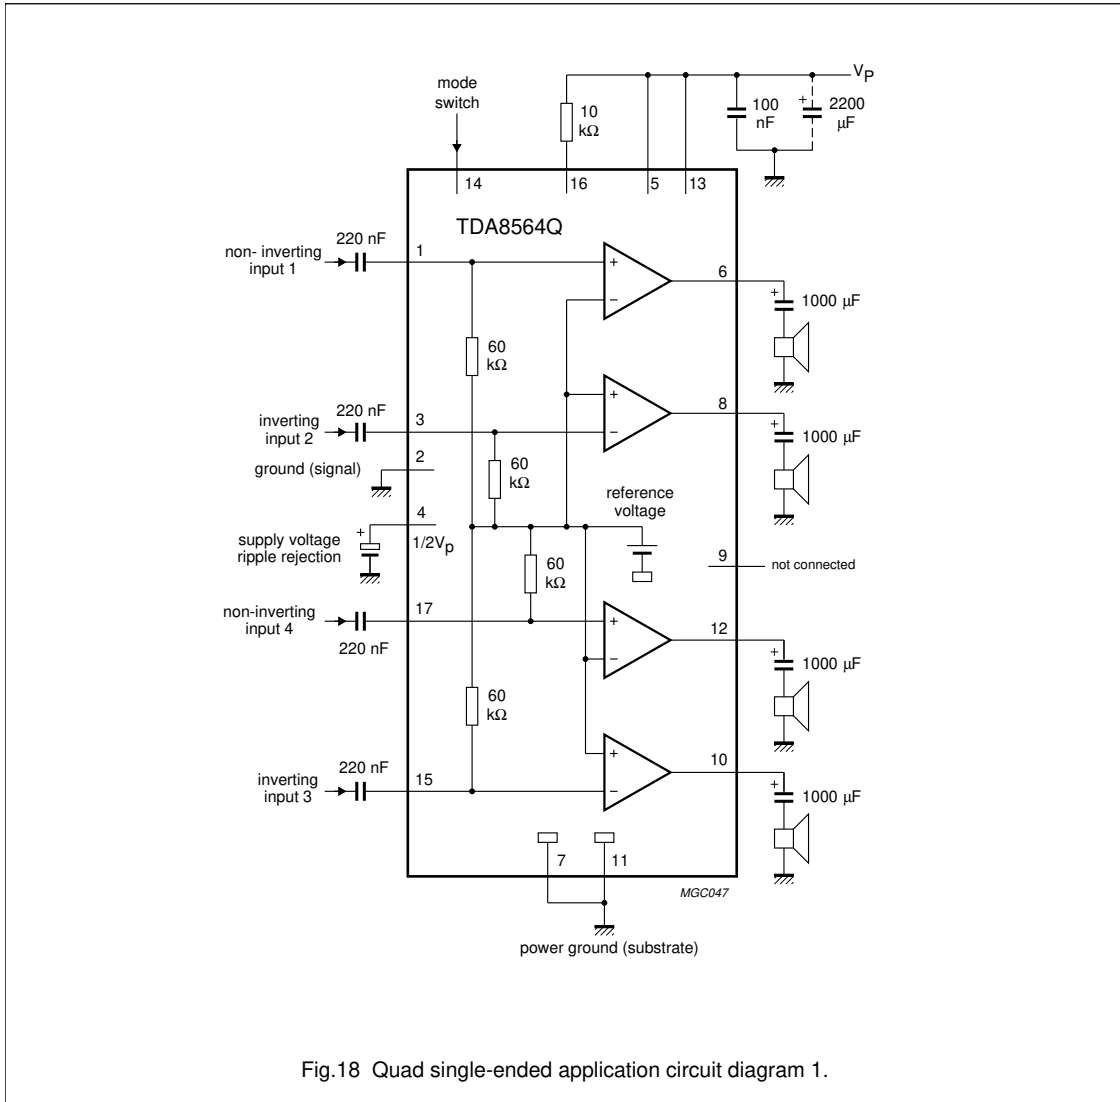 mode
switch
10
kΩ
VP
100
nF
+
2200
µF
14
16
5
13
TDA8564Q
non- inverting
input 1
220 nF
1
+
−
6
+
1000 µF
60
kΩ
inverting
input 2
220 nF
3
+
−
8
+
1000 µF
ground (signal)
2
60
kΩ
reference
voltage
4
+
1/2Vp
supply voltage
ripple rejection
60
kΩ
9
not connected
non-inverting
input 4
220 nF
17
+
−
12
+
1000 µF
60
kΩ
inverting
input 3
220 nF
15
+
−
10
+
1000 µF
7
11
MGC047
power ground (substrate)
Fig.18 Quad single-ended application circuit diagram 1.